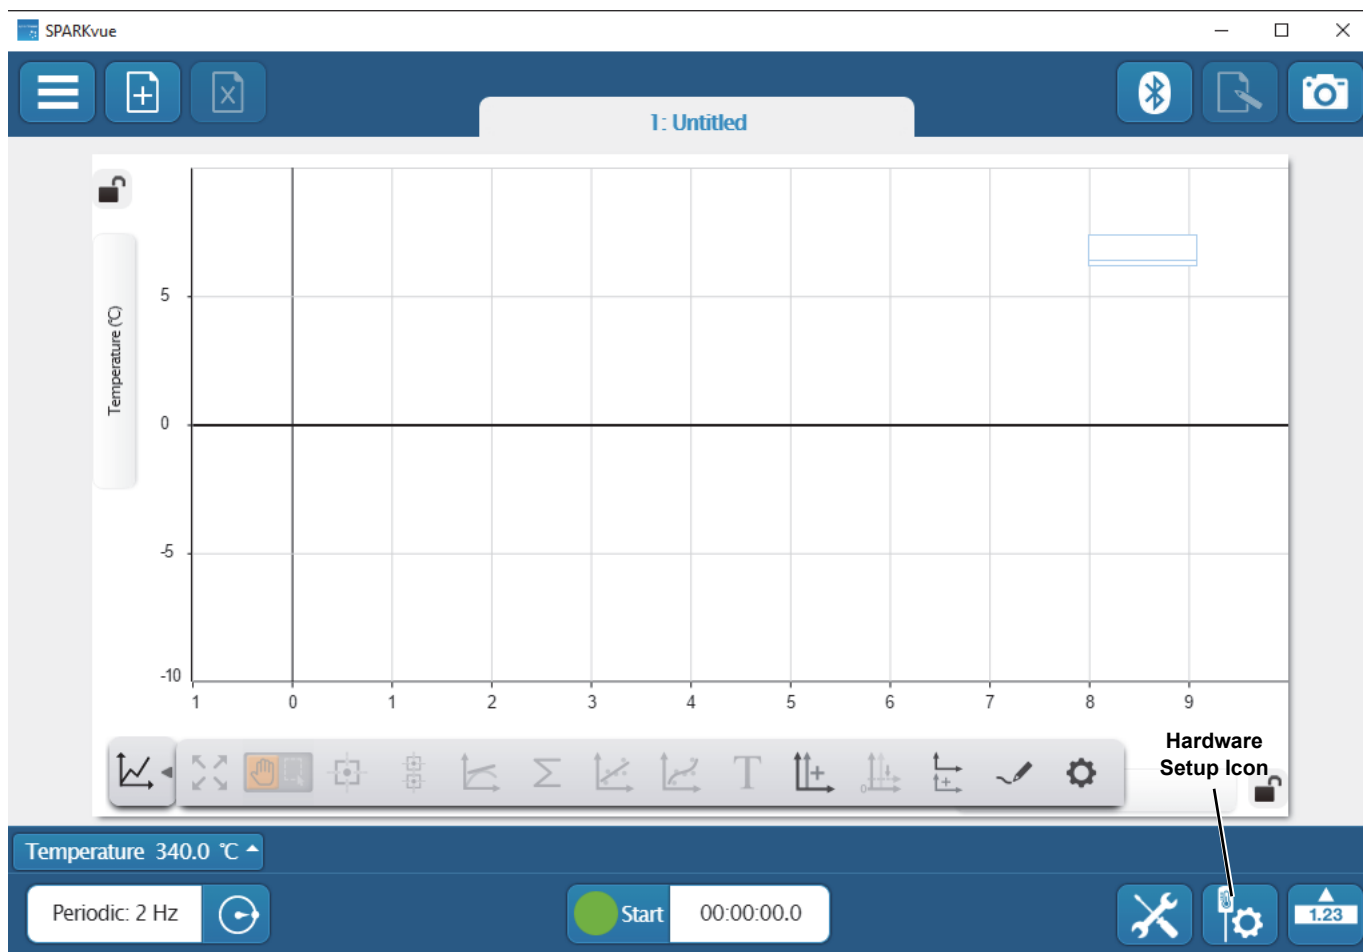 SPARKvue
1: Untitled
Temperature (℃)
5
0
-5
-10
1 0 1 2 3 4 5 6 7 8 9
Hardware
Setup Icon
T
0
Temperature 340.0 ℃
Periodic: 2 Hz
Start 00:00:00.0
1.23